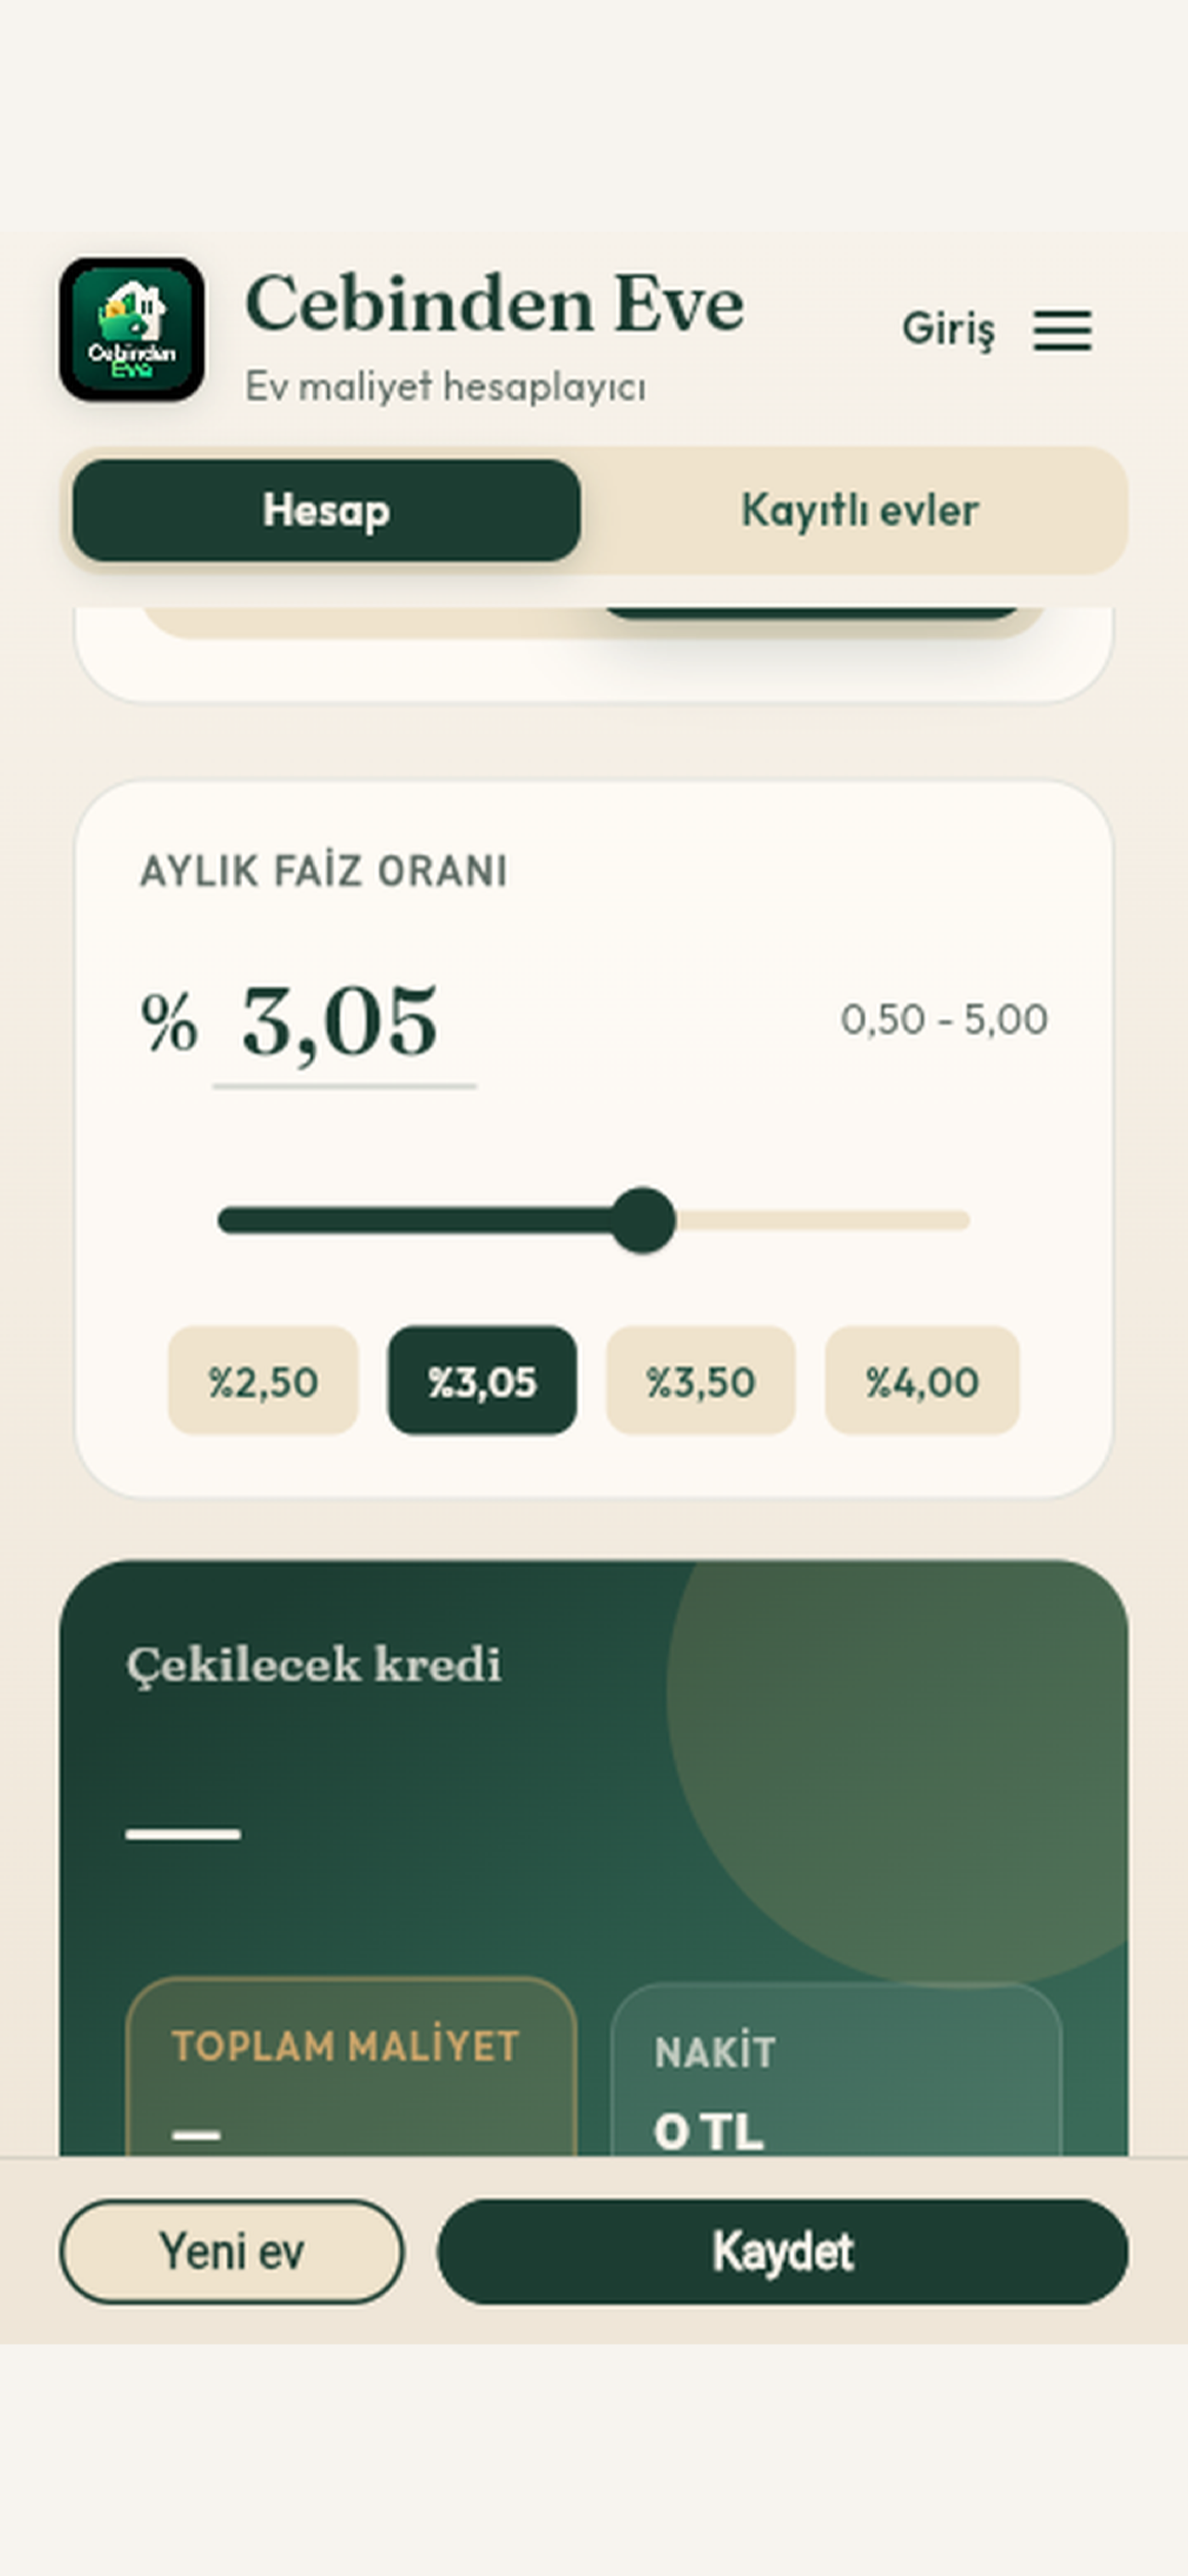 Cebinden
Eve
Cebinden Eve
Ev maliyet hesaplayıcı
Giriş
Hesap
Kayıtlı evler
AYLIK FAİZ ORANI
% 3,05
0,50 - 5,00
%2,50
%3,05
%3,50
%4,00
Çekilecek kredi
—
TOPLAM MALİYET
—
NAKİT
0 TL
Yeni ev
Kaydet